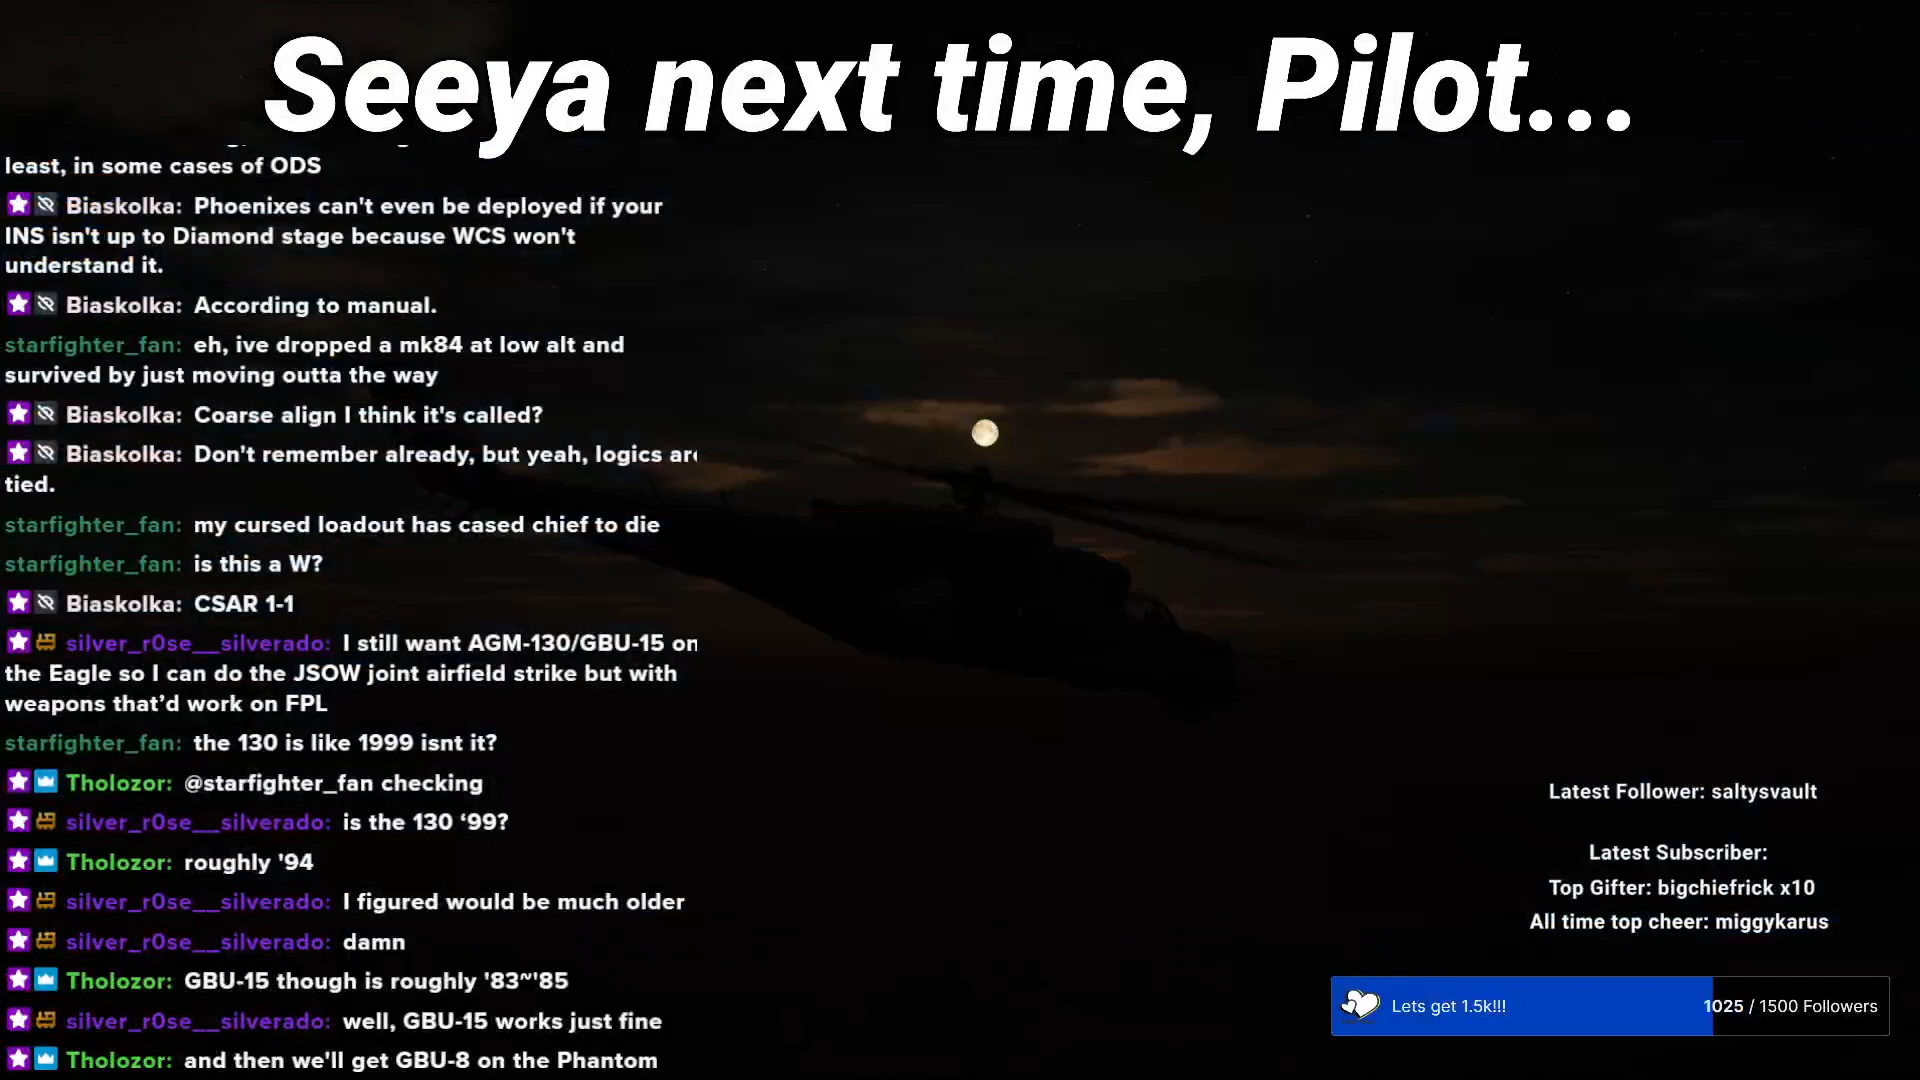 Seeya next time, Pilot...
least, in some cases of ODS
Biaskolka: Phoenixes can't even be deployed if your
INS isn't up to Diamond stage because WCS won't
understand it.
Biaskolka: According to manual.
starfighter_fan: eh, ive dropped a mk84 at low alt and
survived by just moving outta the way
Biaskolka: Coarse align I think it's called?
Biaskolka: Don't remember already, but yeah, logics are
tied.
starfighter_fan: my cursed loadout has cased chief to die
starfighter_fan: is this a W?
Biaskolka: CSAR 1-1
silver_r0se__silverado: I still want AGM-130/GBU-15 on
the Eagle so I can do the JSOW joint airfield strike but with
weapons that’d work on FPL
starfighter_fan: the 130 is like 1999 isnt it?
Tholozor: @starfighter_fan checking
silver_r0se__silverado: is the 130 ‘99?
Tholozor: roughly '94
silver_r0se__silverado: I figured would be much older
silver_r0se__silverado: damn
Tholozor: GBU-15 though is roughly '83~'85
silver_r0se__silverado: well, GBU-15 works just fine
Tholozor: and then we'll get GBU-8 on the Phantom
Latest Follower: saltysvault
Latest Subscriber:
Top Gifter: bigchiefrick x10
All time top cheer: miggykarus
Lets get 1.5k!!! 1025 / 1500 Followers